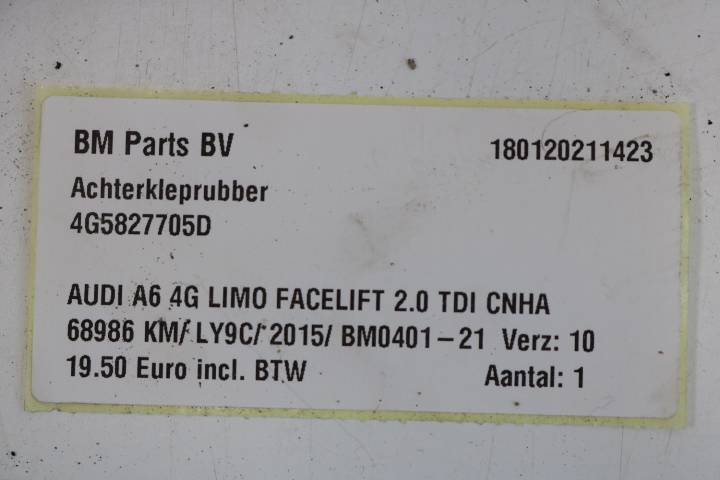 BM Parts BV 180120211423
Achterkleprubber
4G5827705D
AUDI A6 4G LIMO FACELIFT 2.0 TDI CNHA
68986 KM/ LY9C/ 2015/ BM0401-21 Verz: 10
19.50 Euro incl. BTW Aantal: 1